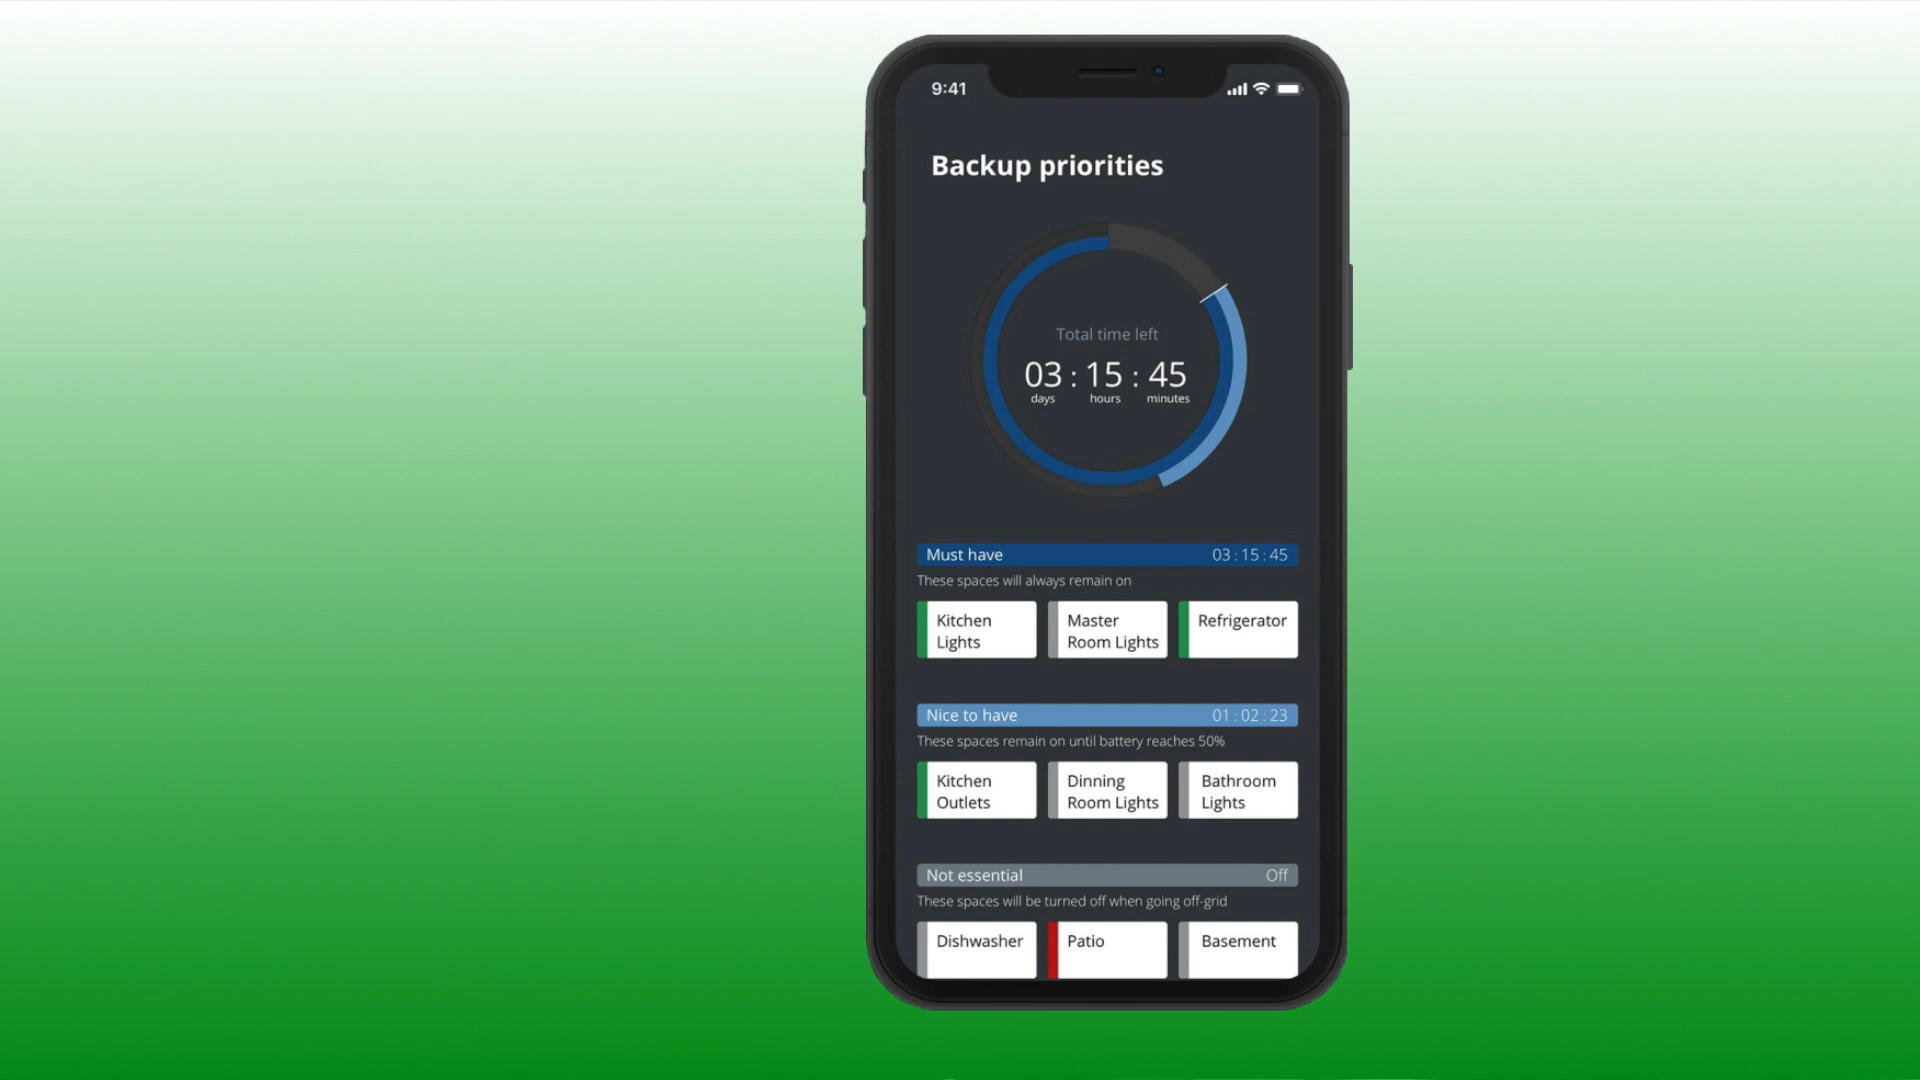 9:41
Backup priorities
Total time left
03 : 15 : 45
days hours minutes
Must have 03 : 15 : 45
These spaces will always remain on
Kitchen Lights
Master Room Lights
Refrigerator
Nice to have 01 : 02 : 23
These spaces remain on until battery reaches 50%
Kitchen Outlets
Dinning Room Lights
Bathroom Lights
Not essential Off
These spaces will be turned off when going off-grid
Dishwasher
Patio
Basement